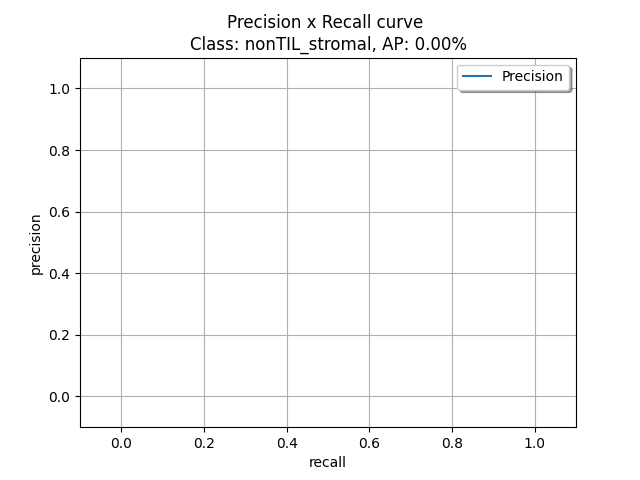 Precision x Recall curve
Class: nonTIL_stromal, AP: 0.00%
Precision
1.0
0.8
0.6
0.4
0.2
0.0
precision
0.0 0.2 0.4 0.6 0.8 1.0
recall